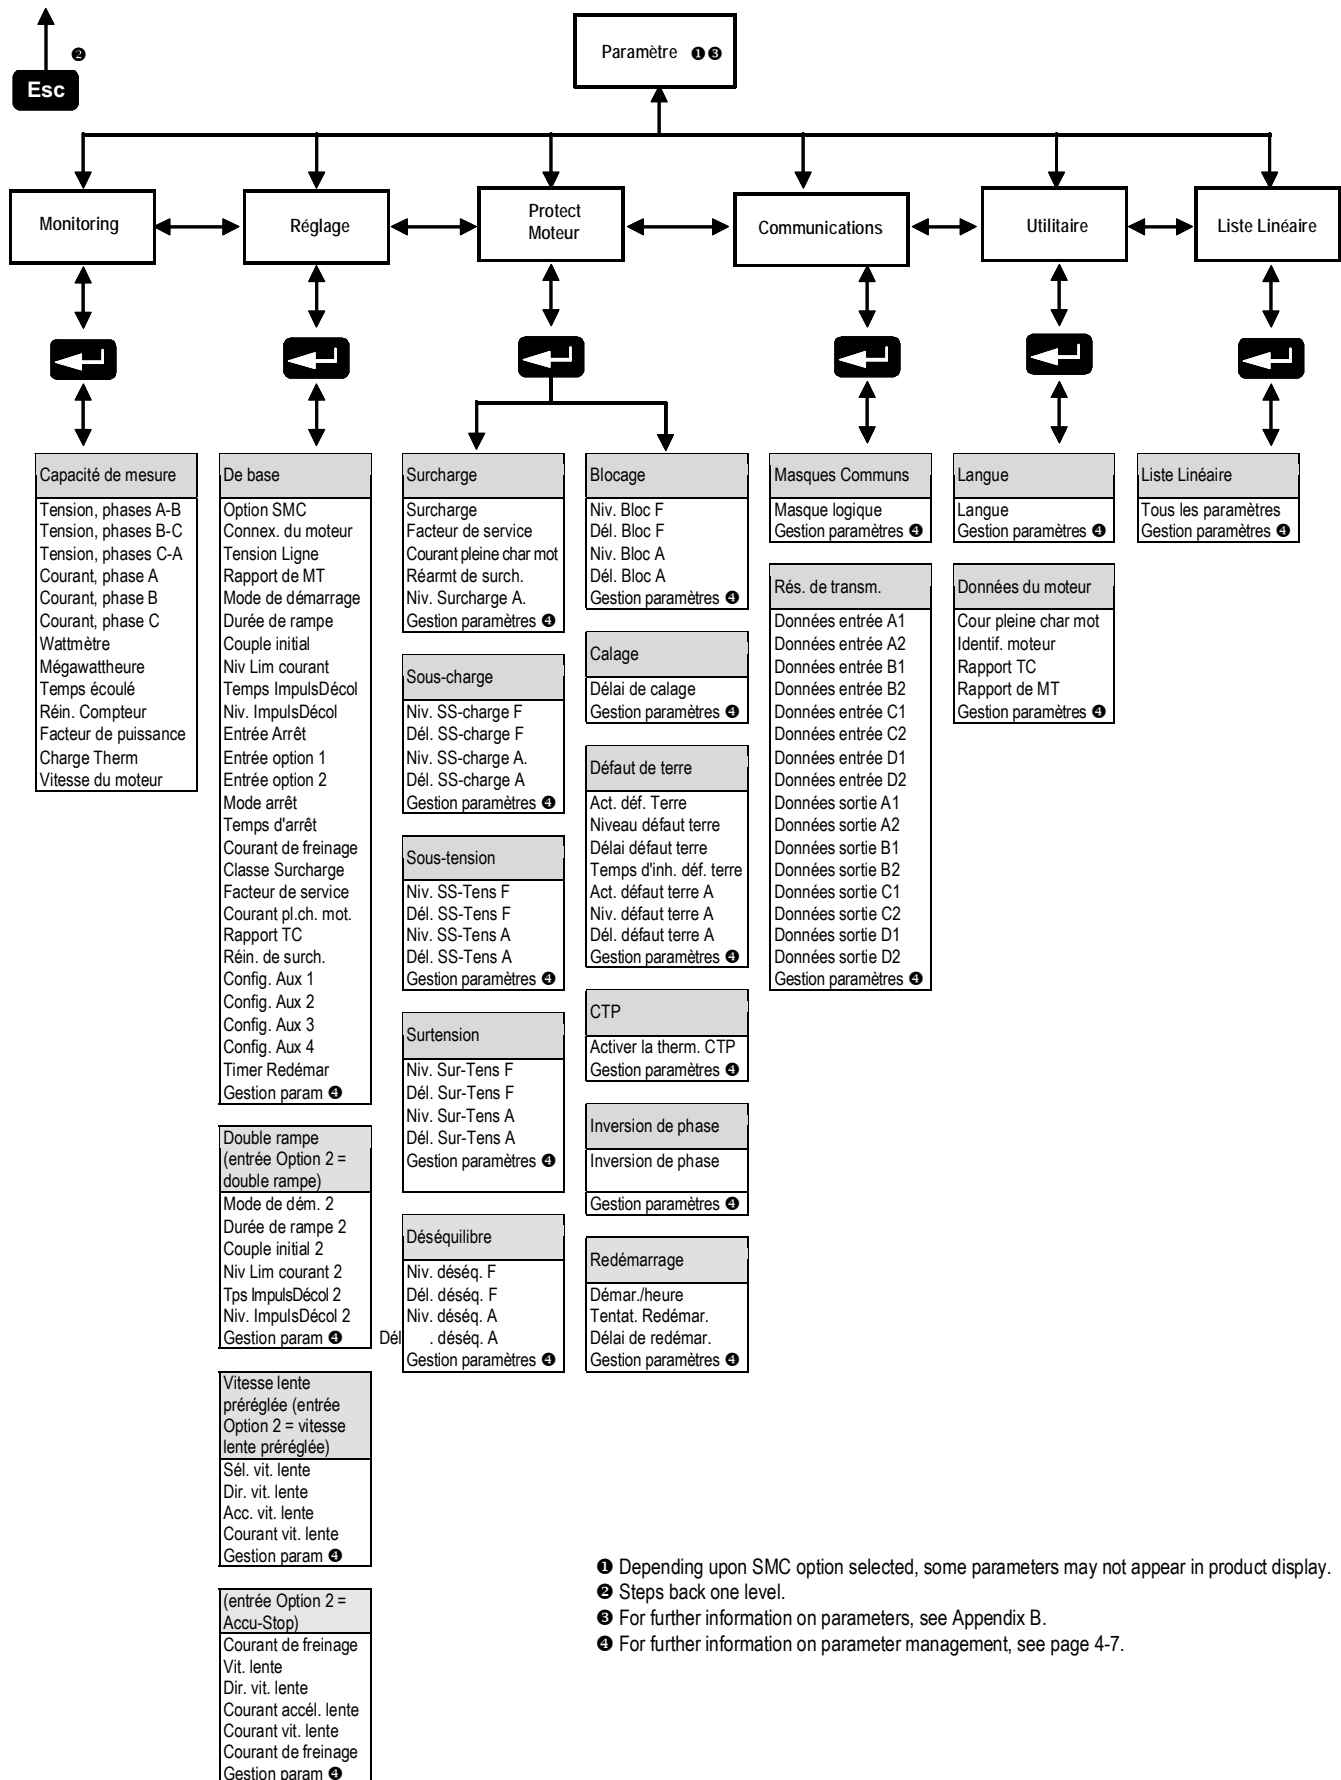 ❷
Esc
Paramètre ❶❸
Monitoring
Réglage
Protect
Moteur
Communications
Utilitaire
Liste Linéaire
Capacité de mesure
Tension, phases A-B
Tension, phases B-C
Tension, phases C-A
Courant, phase A
Courant, phase B
Courant, phase C
Wattmètre
Mégawattheure
Temps écoulé
Réin. Compteur
Facteur de puissance
Charge Therm
Vitesse du moteur
De base
Option SMC
Connex. du moteur
Tension Ligne
Rapport de MT
Mode de démarrage
Durée de rampe
Couple initial
Niv Lim courant
Temps ImpulsDécol
Niv. ImpulsDécol
Entrée Arrêt
Entrée option 1
Entrée option 2
Mode arrêt
Temps d'arrêt
Courant de freinage
Classe Surcharge
Facteur de service
Courant pl.ch. mot.
Rapport TC
Réin. de surch.
Config. Aux 1
Config. Aux 2
Config. Aux 3
Config. Aux 4
Timer Redémar
Gestion param ❹
Double rampe
(entrée Option 2 =
double rampe)
Mode de dém. 2
Durée de rampe 2
Couple initial 2
Niv Lim courant 2
Tps ImpulsDécol 2
Niv. ImpulsDécol 2
Gestion param ❹
Vitesse lente
préréglée (entrée
Option 2 = vitesse
lente préréglée)
Sél. vit. lente
Dir. vit. lente
Acc. vit. lente
Courant vit. lente
Gestion param ❹
(entrée Option 2 =
Accu-Stop)
Courant de freinage
Vit. lente
Dir. vit. lente
Courant accél. lente
Courant vit. lente
Courant de freinage
Gestion param ❹
Surcharge
Surcharge
Facteur de service
Courant pleine char mot
Réarmt de surch.
Niv. Surcharge A.
Gestion paramètres ❹
Sous-charge
Niv. SS-charge F
Dél. SS-charge F
Niv. SS-charge A.
Dél. SS-charge A
Gestion paramètres ❹
Sous-tension
Niv. SS-Tens F
Dél. SS-Tens F
Niv. SS-Tens A
Dél. SS-Tens A
Gestion paramètres ❹
Surtension
Niv. Sur-Tens F
Dél. Sur-Tens F
Niv. Sur-Tens A
Dél. Sur-Tens A
Gestion paramètres ❹
Déséquilibre
Niv. déséq. F
Dél. déséq. F
Niv. déséq. A
Dél . déséq. A
Gestion paramètres ❹
Blocage
Niv. Bloc F
Dél. Bloc F
Niv. Bloc A
Dél. Bloc A
Gestion paramètres ❹
Calage
Délai de calage
Gestion paramètres ❹
Défaut de terre
Act. déf. Terre
Niveau défaut terre
Délai défaut terre
Temps d'inh. déf. terre
Act. défaut terre A
Niv. défaut terre A
Dél. défaut terre A
Gestion paramètres ❹
CTP
Activer la therm. CTP
Gestion paramètres ❹
Inversion de phase
Inversion de phase
Gestion paramètres ❹
Redémarrage
Démar./heure
Tentat. Redémar.
Délai de redémar.
Gestion paramètres ❹
Masques Communs
Masque logique
Gestion paramètres ❹
Rés. de transm.
Données entrée A1
Données entrée A2
Données entrée B1
Données entrée B2
Données entrée C1
Données entrée C2
Données entrée D1
Données entrée D2
Données sortie A1
Données sortie A2
Données sortie B1
Données sortie B2
Données sortie C1
Données sortie C2
Données sortie D1
Données sortie D2
Gestion paramètres ❹
Langue
Langue
Gestion paramètres ❹
Données du moteur
Cour pleine char mot
Identif. moteur
Rapport TC
Rapport de MT
Gestion paramètres ❹
Liste Linéaire
Tous les paramètres
Gestion paramètres ❹
❶ Depending upon SMC option selected, some parameters may not appear in product display.
❷ Steps back one level.
❸ For further information on parameters, see Appendix B.
❹ For further information on parameter management, see page 4-7.